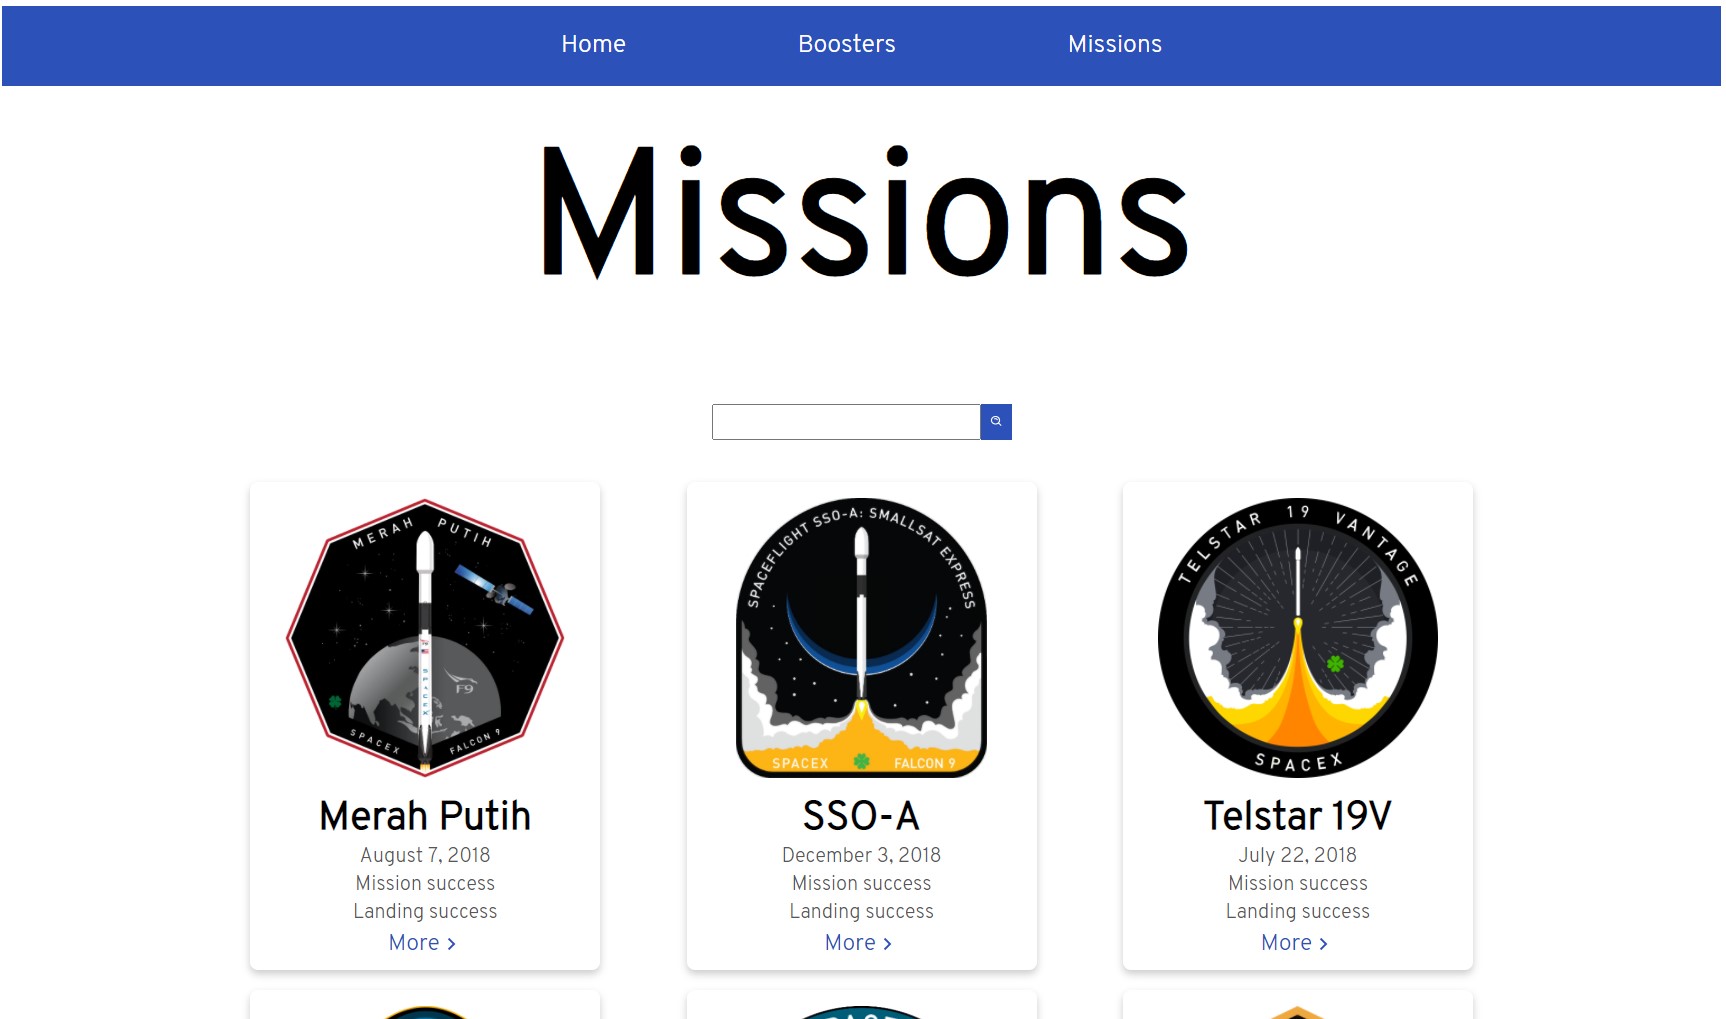 Home
Boosters
Missions
Missions
MERAH PUTIH
F9
SPACEX
SPACEX
FALCON 9
SPACEFLIGHT SSO-A: SMALLSAT EXPRESS
SPACEX
FALCON 9
TELSTAR 19 VANTAGE
SPACEX
Merah Putih
August 7, 2018
Mission success
Landing success
More >
SSO-A
December 3, 2018
Mission success
Landing success
More >
Telstar 19V
July 22, 2018
Mission success
Landing success
More >